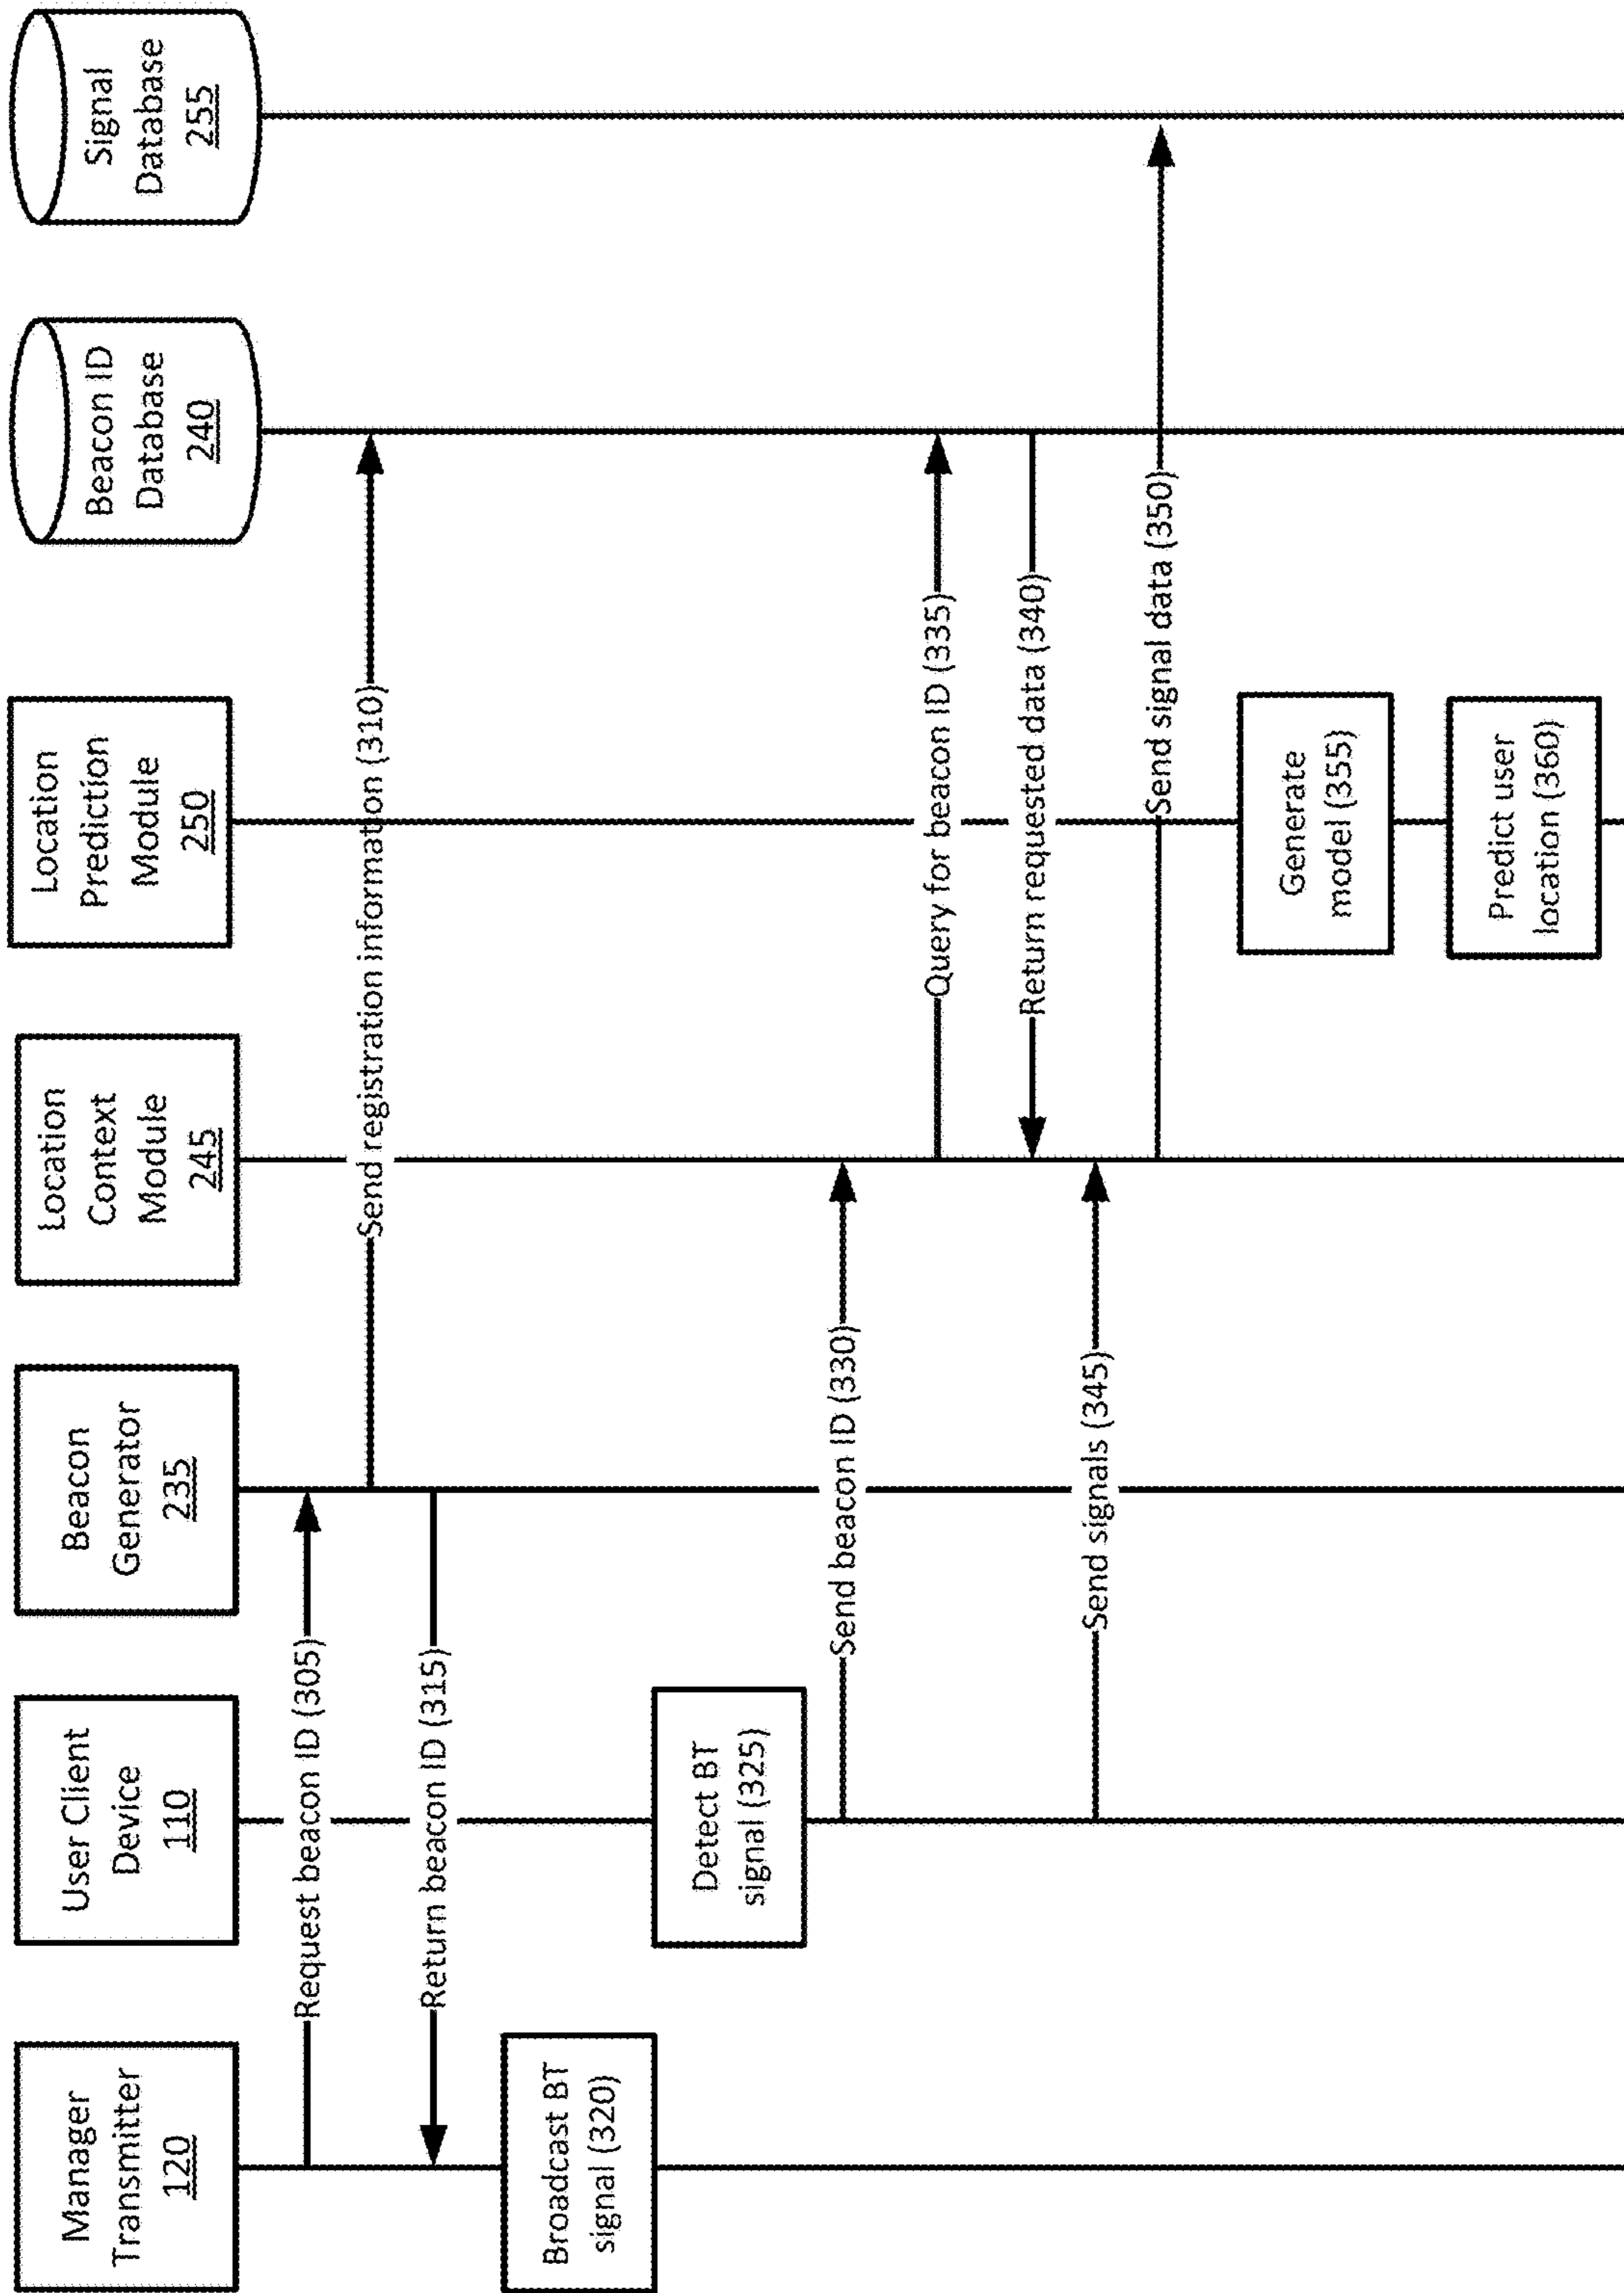 Manager
Transmitter
120
User Client
Device
110
Beacon
Generator
235
Location
Context
Module
245
Location
Prediction
Module
250
Beacon ID
Database
240
Signal
Database
255
Request beacon ID (305)
Send registration information (310)
Return beacon ID (315)
Broadcast BT
signal (320)
Detect BT
signal (325)
Send beacon ID (330)
Query for beacon ID (335)
Return requested data (340)
Send signals (345)
Send signal data (350)
Generate
model (355)
Predict user
location (360)